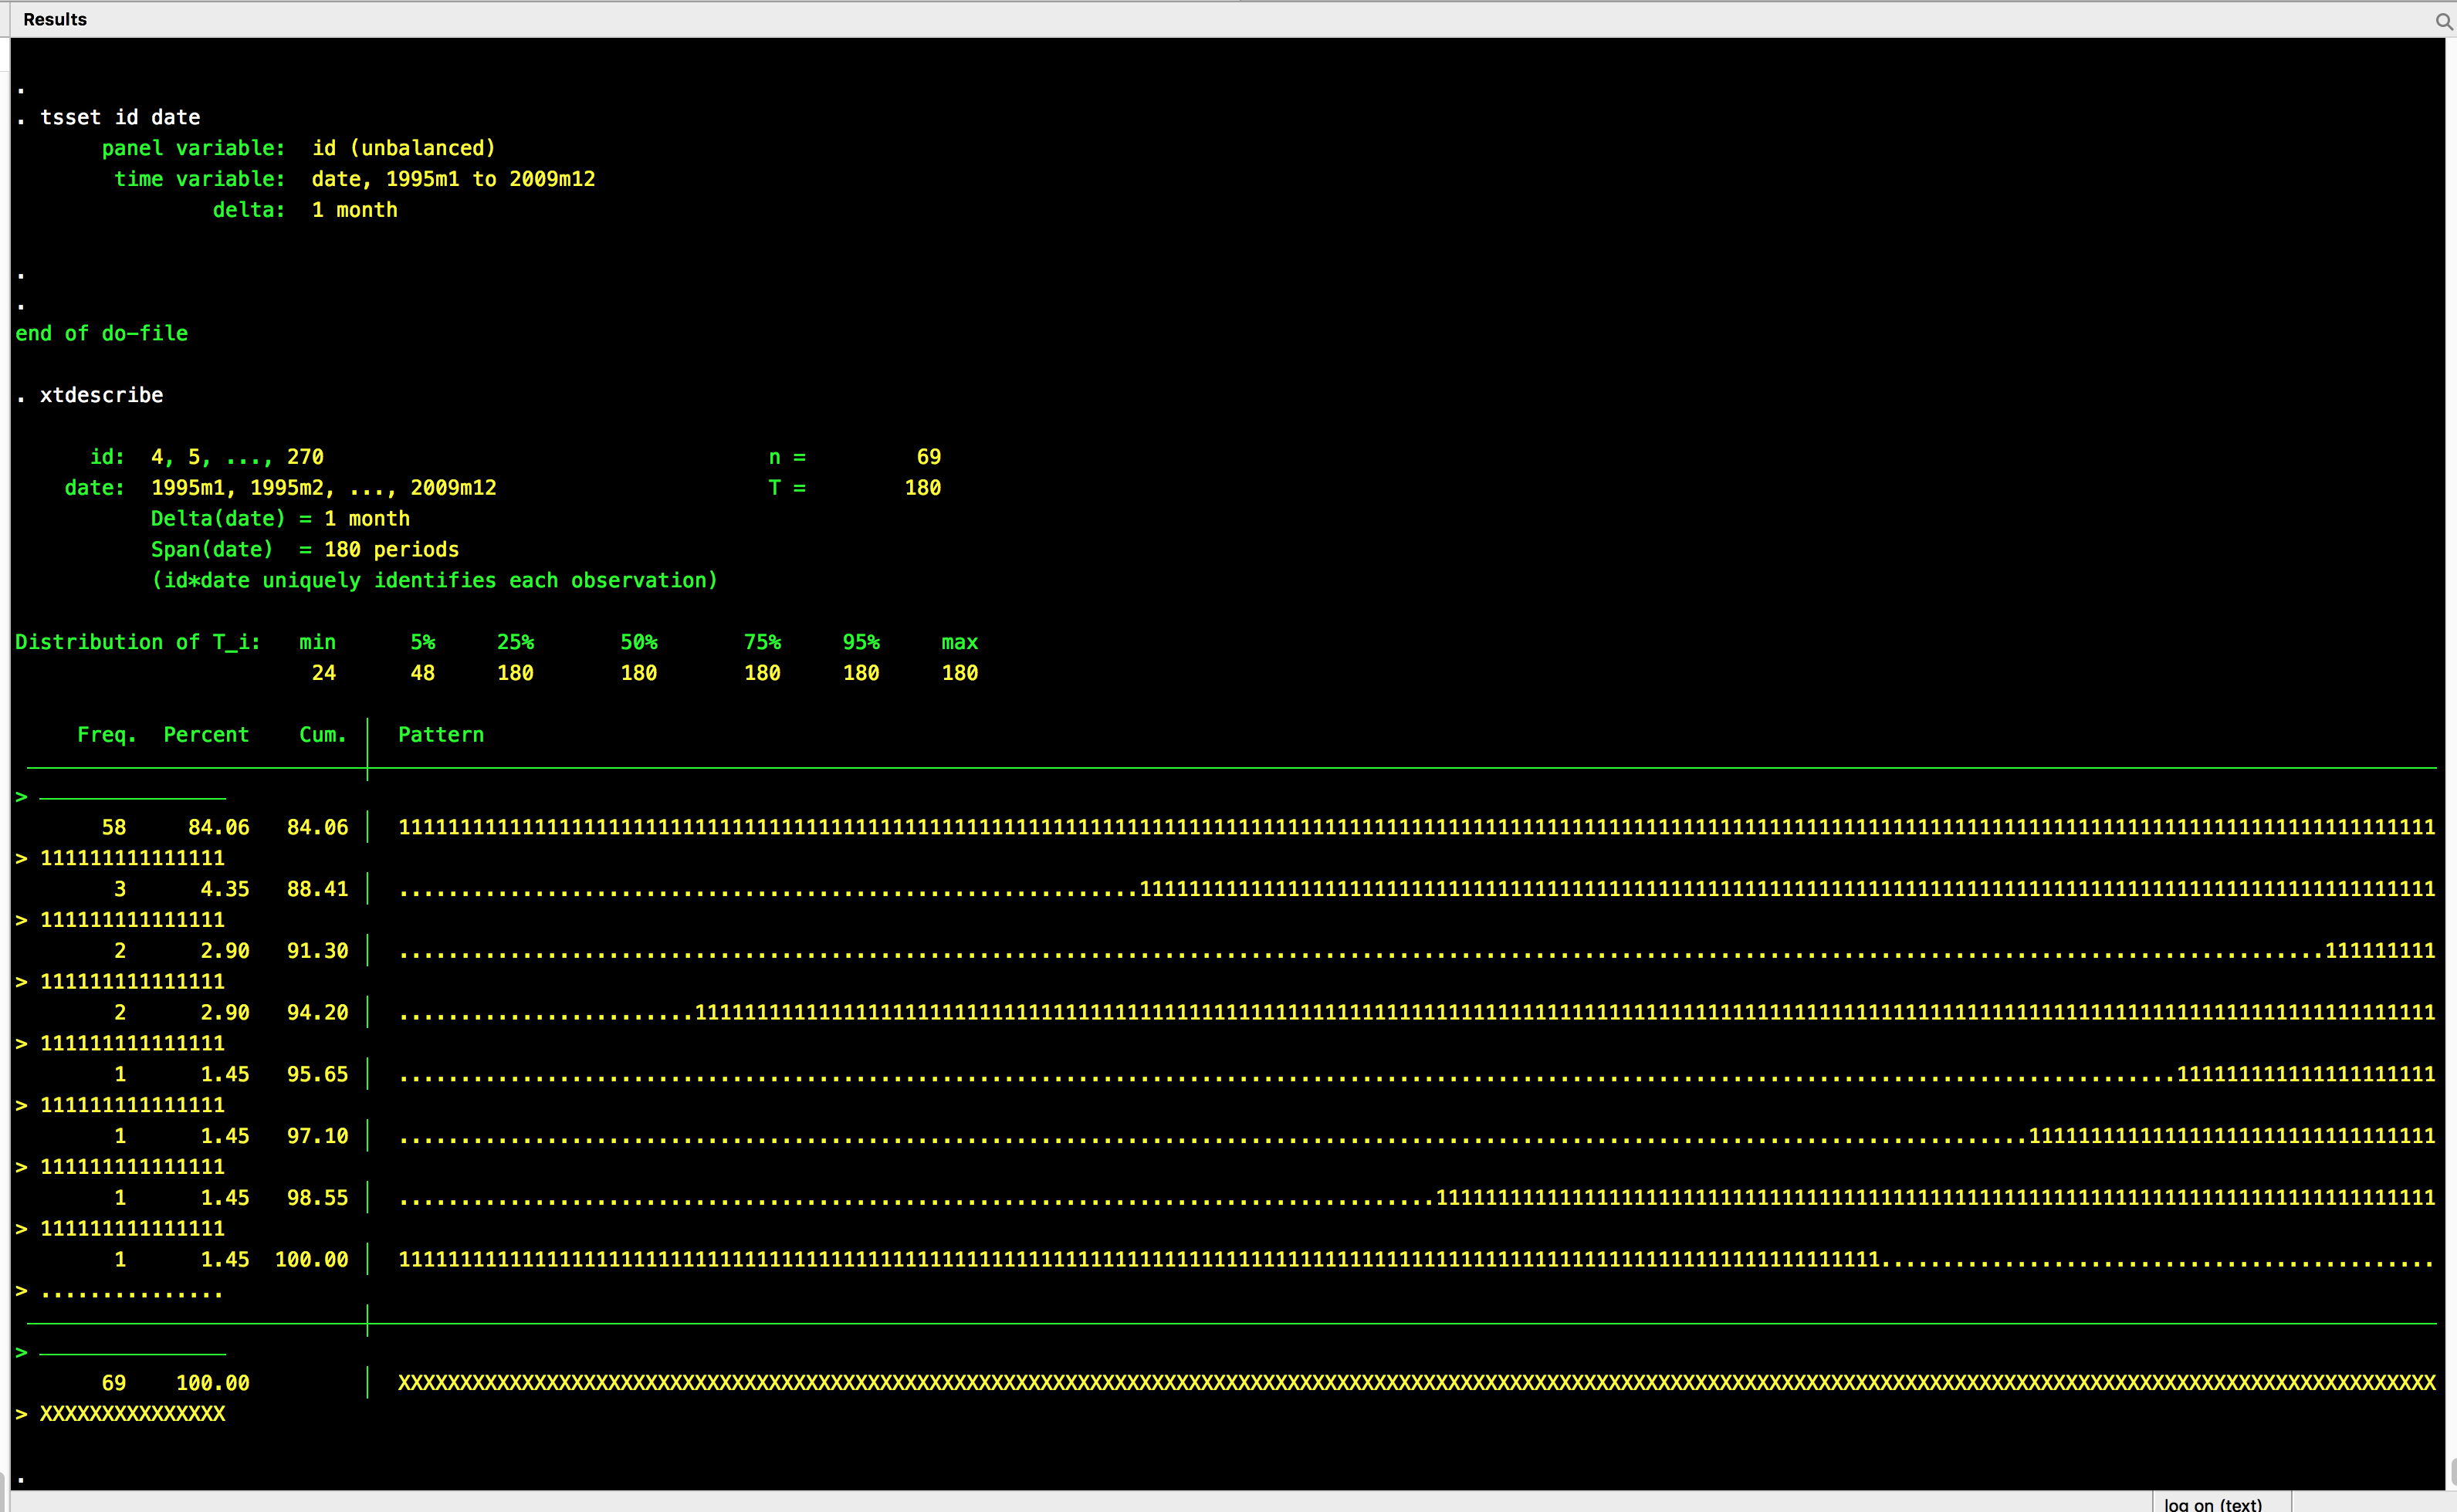 Results
.
. tsset id date
panel variable: id (unbalanced)
time variable: date, 1995m1 to 2009m12
delta: 1 month
.
.
end of do-file
. xtdescribe
id: 4, 5, ..., 270 n = 69
date: 1995m1, 1995m2, ..., 2009m12 T = 180
Delta(date) = 1 month
Span(date) = 180 periods
(id*date uniquely identifies each observation)
Distribution of T_i: min 5% 25% 50% 75% 95% max
24 48 180 180 180 180 180
Freq. Percent Cum. Pattern
>
58 84.06 84.06 111111111111111111111111111111111111111111111111111111111111111111111111111111111111111111111111111111111111111111111111111111111111111111111111111111111111111111111
> 111111111111111
3 4.35 88.41 ............................................................111111111111111111111111111111111111111111111111111111111111111111111111111111111111111111111111111111111
> 111111111111111
2 2.90 91.30 ............................................................................................................................................................111111111
> 111111111111111
2 2.90 94.20 ........................111111111111111111111111111111111111111111111111111111111111111111111111111111111111111111111111111111111111111111111111111111111111111111111
> 111111111111111
1 1.45 95.65 ................................................................................................................................................111111111111111111111
> 111111111111111
1 1.45 97.10 ....................................................................................................................................111111111111111111111111111111111
> 111111111111111
1 1.45 98.55 ....................................................................................111111111111111111111111111111111111111111111111111111111111111111111111111111111
> 111111111111111
1 1.45 100.00 111111111111111111111111111111111111111111111111111111111111111111111111111111111111111111111111111111111111111111111111111111.............................................
> ...............
>
69 100.00 XXXXXXXXXXXXXXXXXXXXXXXXXXXXXXXXXXXXXXXXXXXXXXXXXXXXXXXXXXXXXXXXXXXXXXXXXXXXXXXXXXXXXXXXXXXXXXXXXXXXXXXXXXXXXXXXXXXXXXXXXXXXXXXXXXXXXXXXXXXXXXXXXXXXXXXXXXXXX
> XXXXXXXXXXXXXXX
.
log on (text)